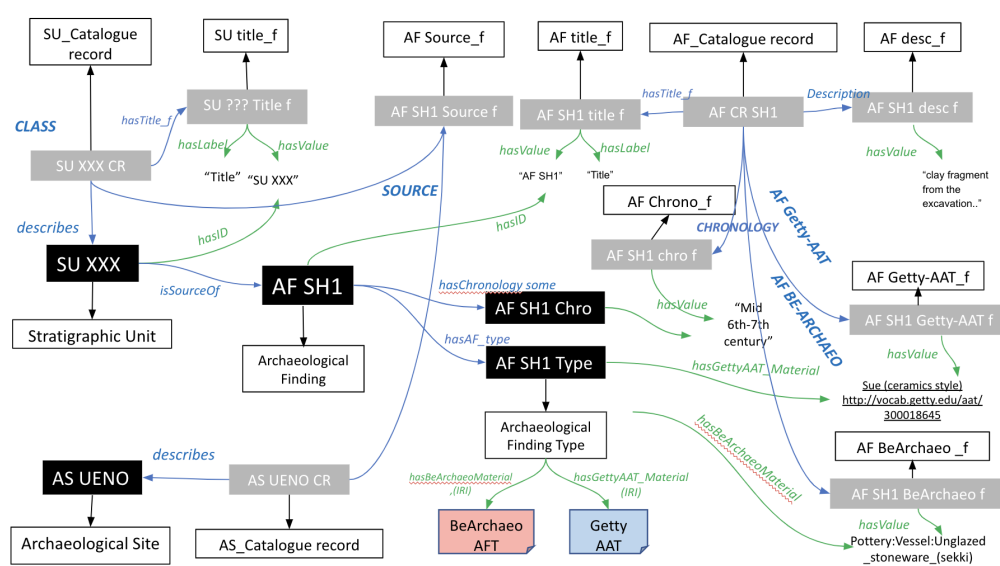 SU_Catalogue
record
SU title_f
AF Source_f
AF title_f
AF_Catalogue record
AF desc_f
CLASS
hasTitle_f
SU ??? Title f
AF SH1 Source f
AF SH1 title f
hasTitle_f
AF CR SH1
Description
AF SH1 desc f
hasLabel
hasValue
hasValue
hasLabel
hasValue
SU XXX CR
“Title”
“SU XXX”
“AF SH1”
“Title”
“clay fragment
from the
excavation..”
SOURCE
AF Chrono_f
describes
hasID
hasID
CHRONOLOGY
AF Getty-AAT
AF SH1 chro f
SU XXX
isSourceOf
AF SH1
hasChronology some
hasValue
AF Getty-AAT_f
AF BE-ARCHAEO
AF SH1 Chro
“Mid
6th-7th
century”
AF SH1 Getty-AAT f
Stratigraphic Unit
hasAF_type
hasValue
Archaeological
Finding
AF SH1 Type
hasGettyAAT_Material
Sue (ceramics style)
http://vocab.getty.edu/aat/
300018645
Archaeological
Finding Type
hasBeArchaeoMaterial
AF BeArchaeo _f
describes
AS UENO
AS UENO CR
hasBeArchaeoMaterial
,(IRI)
hasGettyAAT_Material
(IRI)
AF SH1 BeArchaeo f
hasValue
Archaeological Site
AS_Catalogue record
BeArchaeo
AFT
Getty
AAT
Pottery:Vessel:Unglazed
_stoneware_(sekki)